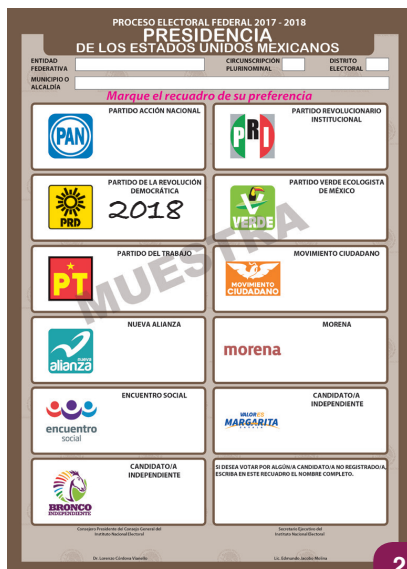 PROCESO ELECTORAL FEDERAL 2017 - 2018
PRESIDENCIA
DE LOS ESTADOS UNIDOS MEXICANOS
ENTIDAD FEDERATIVA
CIRCUNSCRIPCIÓN PLURINOMINAL
DISTRITO ELECTORAL
MUNICIPIO O ALCALDÍA
Marque el recuadro de su preferencia
PARTIDO ACCIÓN NACIONAL
PAN
PARTIDO REVOLUCIONARIO
INSTITUCIONAL
PRI
PARTIDO DE LA REVOLUCIÓN
DEMOCRÁTICA
PRD
2018
PARTIDO VERDE ECOLOGISTA
DE MÉXICO
VERDE
MUESTRA
PARTIDO DEL TRABAJO
PT
MOVIMIENTO CIUDADANO
MOVIMIENTO
CIUDADANO
NUEVA ALIANZA
nueva
alianza
MORENA
morena
ENCUENTRO SOCIAL
encuentro
social
CANDIDATO/A
INDEPENDIENTE
VALOR ES
MARGARITA
CANDIDATO/A
INDEPENDIENTE
BRONCO
INDEPENDIENTE
SI DESEA VOTAR POR ALGÚN/A CANDIDATO/A NO REGISTRADO/A,
ESCRIBA EN ESTE RECUADRO EL NOMBRE COMPLETO.
Consejero Presidente del Consejo General del
Instituto Nacional Electoral
Secretario Ejecutivo del
Instituto Nacional Electoral
Dr. Lorenzo Córdova Vianello
Lic. Edmundo Jacobo Molina
2